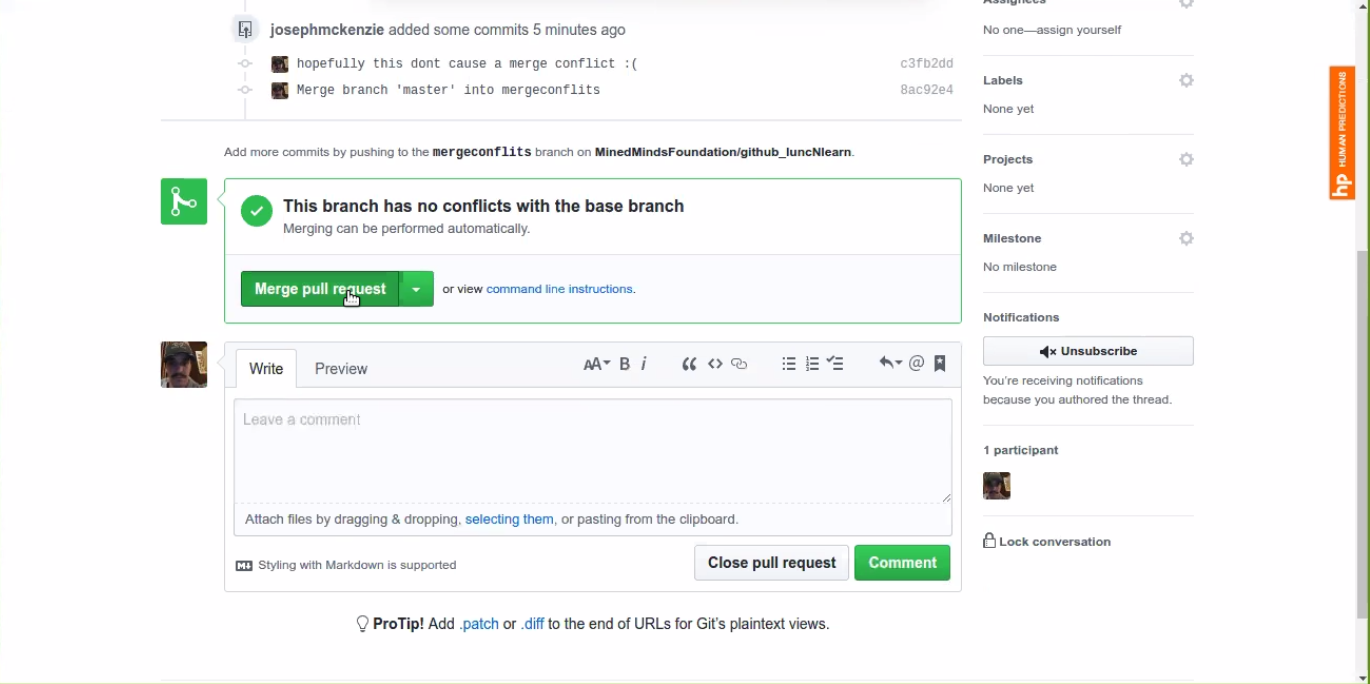 Assignees
josephmckenzie added some commits 5 minutes ago
No one—assign yourself
hopefully this dont cause a merge conflict :( c3fb2dd
Merge branch 'master' into mergeconflits 8ac92e4
Labels
None yet
Add more commits by pushing to the mergeconflits branch on MinedMindsFoundation/github_luncNlearn.
Projects
None yet
This branch has no conflicts with the base branch
Merging can be performed automatically.
Milestone
No milestone
Merge pull request or view command line instructions.
Notifications
Unsubscribe
You're receiving notifications
because you authored the thread.
Write Preview AA B i @
Leave a comment
1 participant
Attach files by dragging & dropping, selecting them, or pasting from the clipboard.
Lock conversation
Styling with Markdown is supported
Close pull request Comment
ProTip! Add .patch or .diff to the end of URLs for Git's plaintext views.
hp HUMAN PREDICTIONS